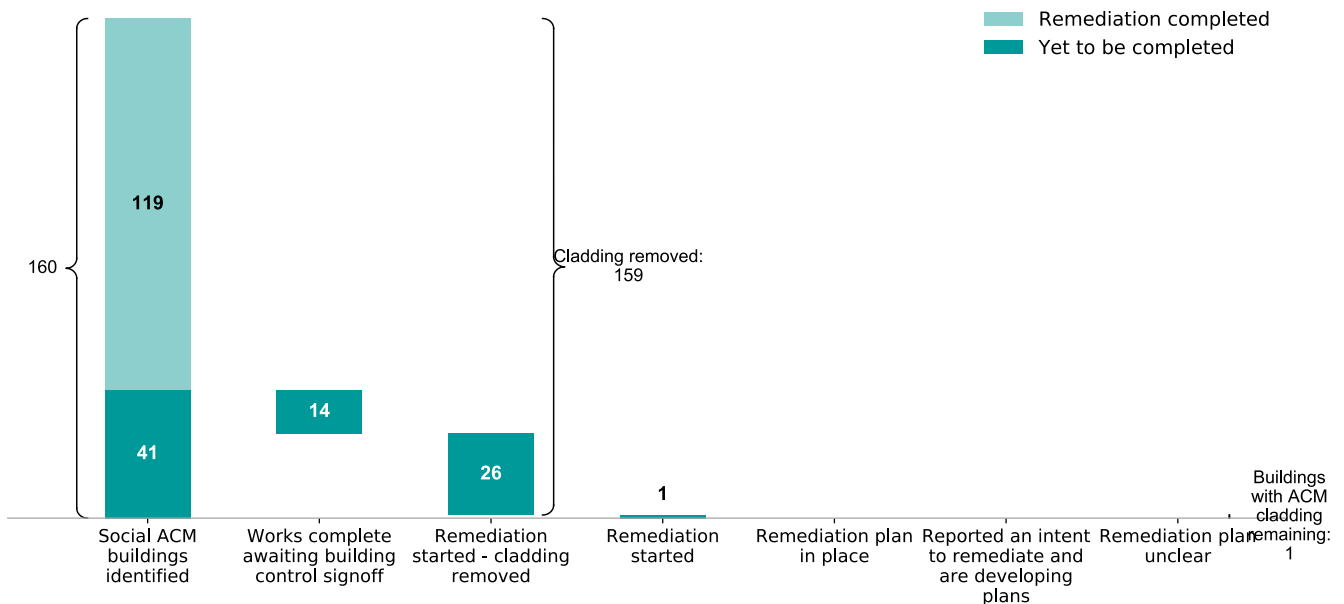 Remediation completed
Yet to be completed
119
160
Cladding removed:
159
41
14
26
1
Social ACM
buildings
identified
Works complete
awaiting building
control signoff
Remediation
started - cladding
removed
Remediation
started
Remediation plan
in place
Reported an intent
to remediate and
are developing
plans
Remediation plan
unclear
Buildings
with ACM
cladding
remaining:
1